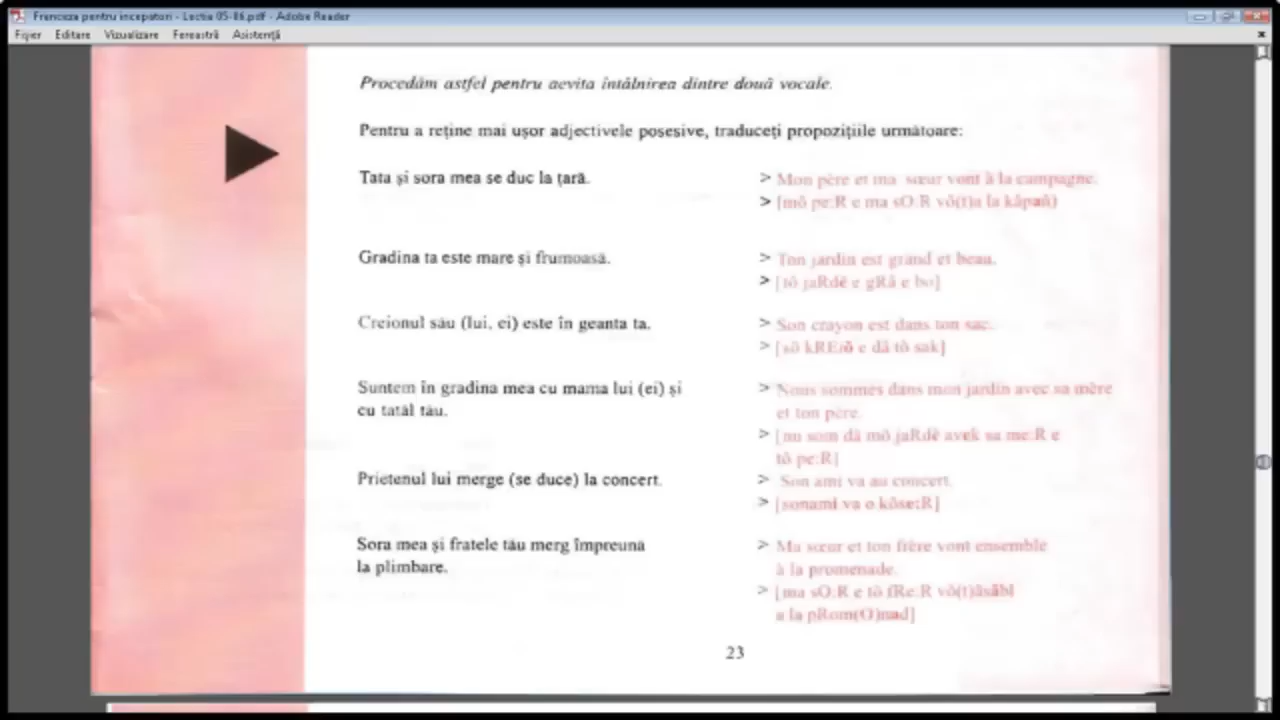 Franceza pentru incepatori - Lectia 05-06.pdf - Adobe Reader
Fișier Editare Vizualizare Fereastră Asistență
Procedăm astfel pentru aevita întâlnirea dintre două vocale.
Pentru a reține mai ușor adjectivele posesive, traduceți propozițiile următoare:
Tata și sora mea se duc la țară.
> Mon père et ma sœur vont à la campagne.
> [mõ pe:R e ma sO:R võ(t)a la kãpañ)
Gradina ta este mare și frumoasă.
> Ton jardin est grand et beau.
> [tõ jaRdẽ e gRã e bo]
Creionul său (lui, ei) este în geanta ta.
> Son crayon est dans ton sac.
> [sõ kREiõ e dã tõ sak]
Suntem în gradina mea cu mama lui (ei) și
cu tatăl tău.
> Nous sommes dans mon jardin avec sa mère
et ton père.
> [nu som dã mõ jaRdẽ avek sa me:R e
tõ pe:R]
Prietenul lui merge (se duce) la concert.
> Son ami va au concert.
> [sonami va o kõse:R]
Sora mea și fratele tău merg împreuna
la plimbare.
> Ma sœur et ton frère vont ensemble
à la promenade.
> [ma sO:R e tõ fRe:R võ(t)ãsãbl
a la pRom(O)nad]
23